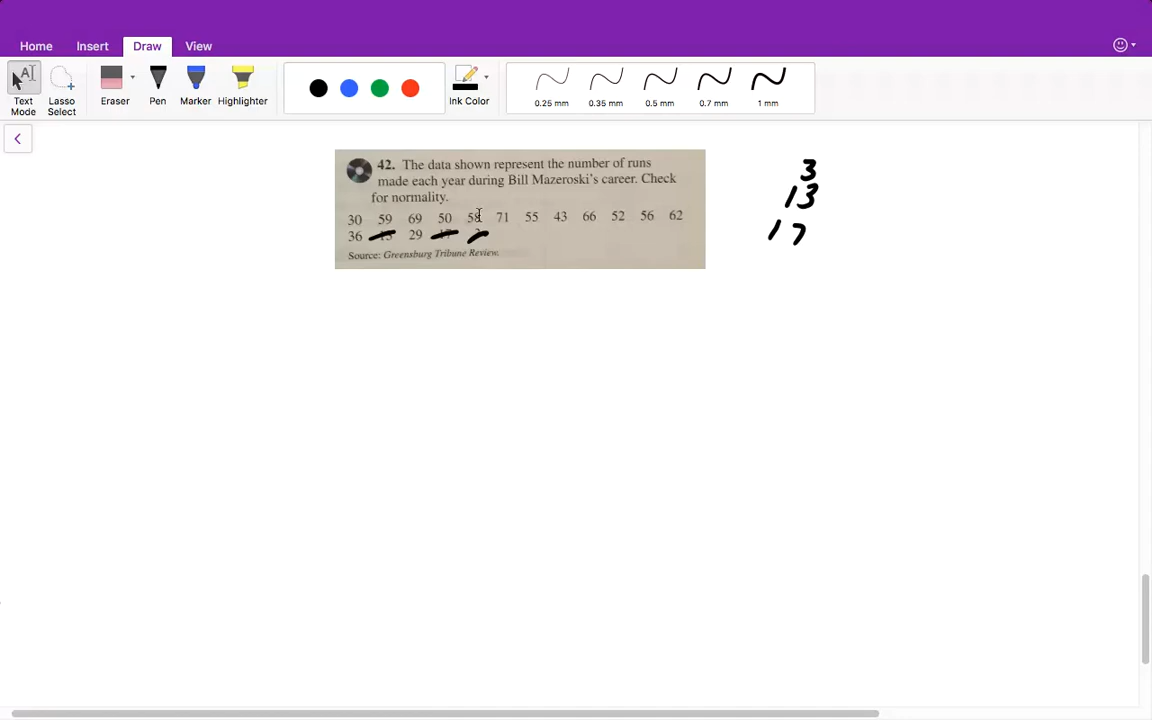 Home Insert Draw View
Text Mode Lasso Select Eraser Pen Marker Highlighter Ink Color 0.25 mm 0.35 mm 0.5 mm 0.7 mm 1 mm
42. The data shown represent the number of runs
made each year during Bill Mazeroski's career. Check
for normality.
30 59 69 50 58 71 55 43 66 52 56 62
36 29
Source: Greensburg Tribune Review.
3
13
17